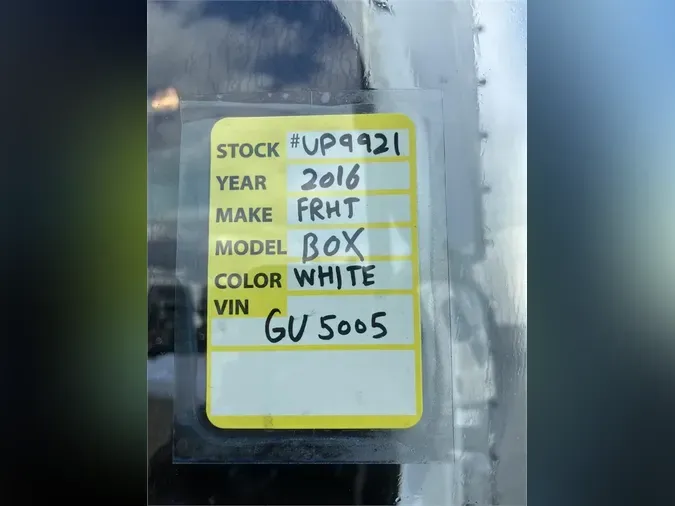 STOCK #UP9921
YEAR 2016
MAKE FRHT
MODEL BOX
COLOR WHITE
VIN
GU5005